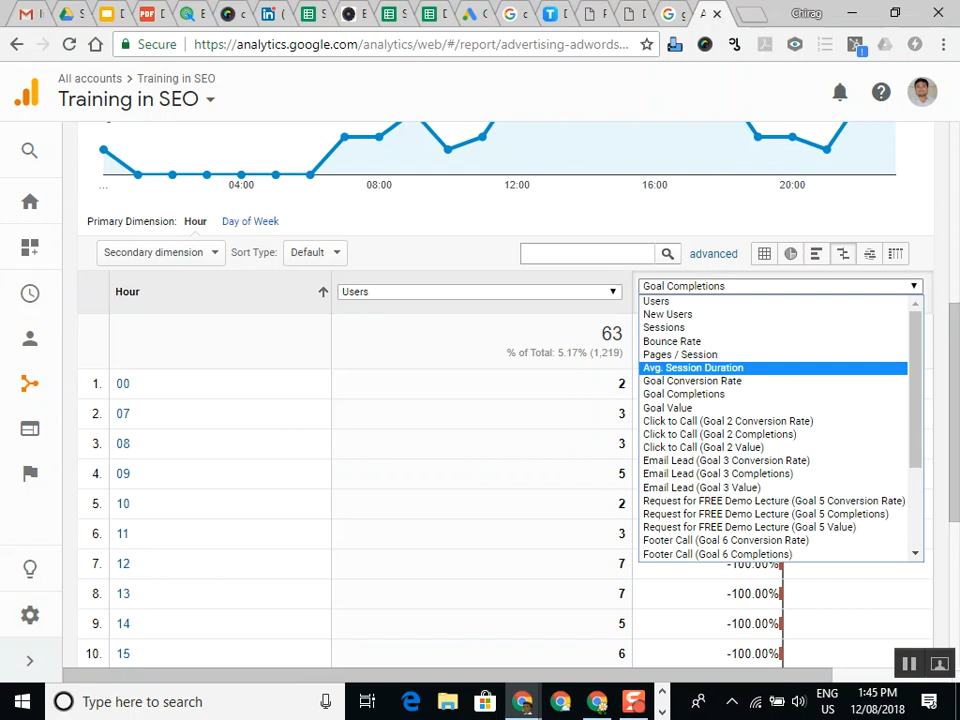 Chirag
Secure
https://analytics.google.com/analytics/web/#/report/advertising-adwords...
All accounts > Training in SEO
Training in SEO
...
04:00
08:00
12:00
16:00
20:00
Primary Dimension: Hour Day of Week
Secondary dimension Sort Type: Default advanced
Hour
Users
Goal Completions
63
% of Total: 5.17% (1,219)
Users
New Users
Sessions
Bounce Rate
Pages / Session
Avg. Session Duration
Goal Conversion Rate
Goal Completions
Goal Value
Click to Call (Goal 2 Conversion Rate)
Click to Call (Goal 2 Completions)
Click to Call (Goal 2 Value)
Email Lead (Goal 3 Conversion Rate)
Email Lead (Goal 3 Completions)
Email Lead (Goal 3 Value)
Request for FREE Demo Lecture (Goal 5 Conversion Rate)
Request for FREE Demo Lecture (Goal 5 Completions)
Request for FREE Demo Lecture (Goal 5 Value)
Footer Call (Goal 6 Conversion Rate)
Footer Call (Goal 6 Completions)
1. 00 2
2. 07 3
3. 08 3
4. 09 5
5. 10 2
6. 11 3
7. 12 7 -100.00%
8. 13 7 -100.00%
9. 14 5 -100.00%
10. 15 6 -100.00%
Type here to search
ENG
US
1:45 PM
12/08/2018